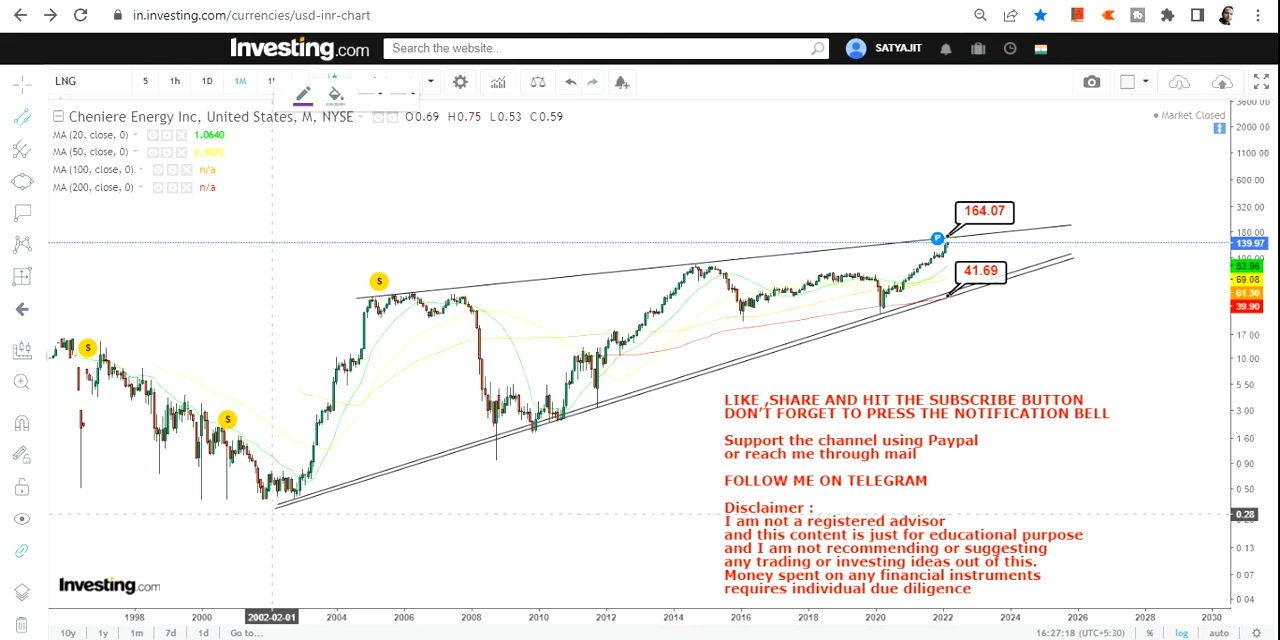 in.investing.com/currencies/usd-inr-chart
Investing.com
Search the website...
SATYAJIT
LNG 5 1h 1D 1M
Cheniere Energy Inc, United States, M, NYSE O0.69 H0.75 L0.53 C0.59
Market Closed
MA (20, close, 0) 1.0640
MA (50, close, 0)
MA (100, close, 0) n/a
MA (200, close, 0) n/a
3600.00
2000.00
1100.00
600.00
320.00
180.00
139.97
83.96
69.08
61.30
39.90
17.00
10.00
5.50
3.00
1.60
0.90
0.50
0.28
0.13
0.07
0.04
164.07
P
41.69
S
S
S
LIKE ,SHARE AND HIT THE SUBSCRIBE BUTTON
DON'T FORGET TO PRESS THE NOTIFICATION BELL
Support the channel using Paypal
or reach me through mail
FOLLOW ME ON TELEGRAM
Disclaimer :
I am not a registered advisor
and this content is just for educational purpose
and I am not recommending or suggesting
any trading or investing ideas out of this.
Money spent on any financial instruments
requires individual due diligence
Investing.com
1998 2000 2002-02-01 2004 2006 2008 2010 2012 2014 2016 2018 2020 2022 2024 2026 2028 2030
10y 1y 1m 7d 1d Go to... 16:27:18 (UTC+5:30) % log auto